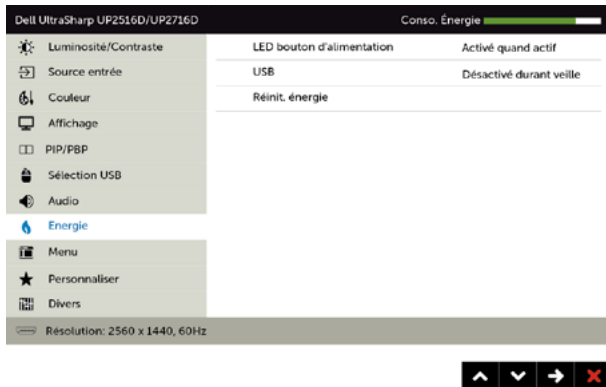 Dell UltraSharp UP2516D/UP2716D Conso. Énergie
Luminosité/Contraste LED bouton d'alimentation Activé quand actif
Source entrée USB Désactivé durant veille
Couleur Réinit. énergie
Affichage
PIP/PBP
Sélection USB
Audio
Energie
Menu
Personnaliser
Divers
Résolution: 2560 x 1440, 60Hz